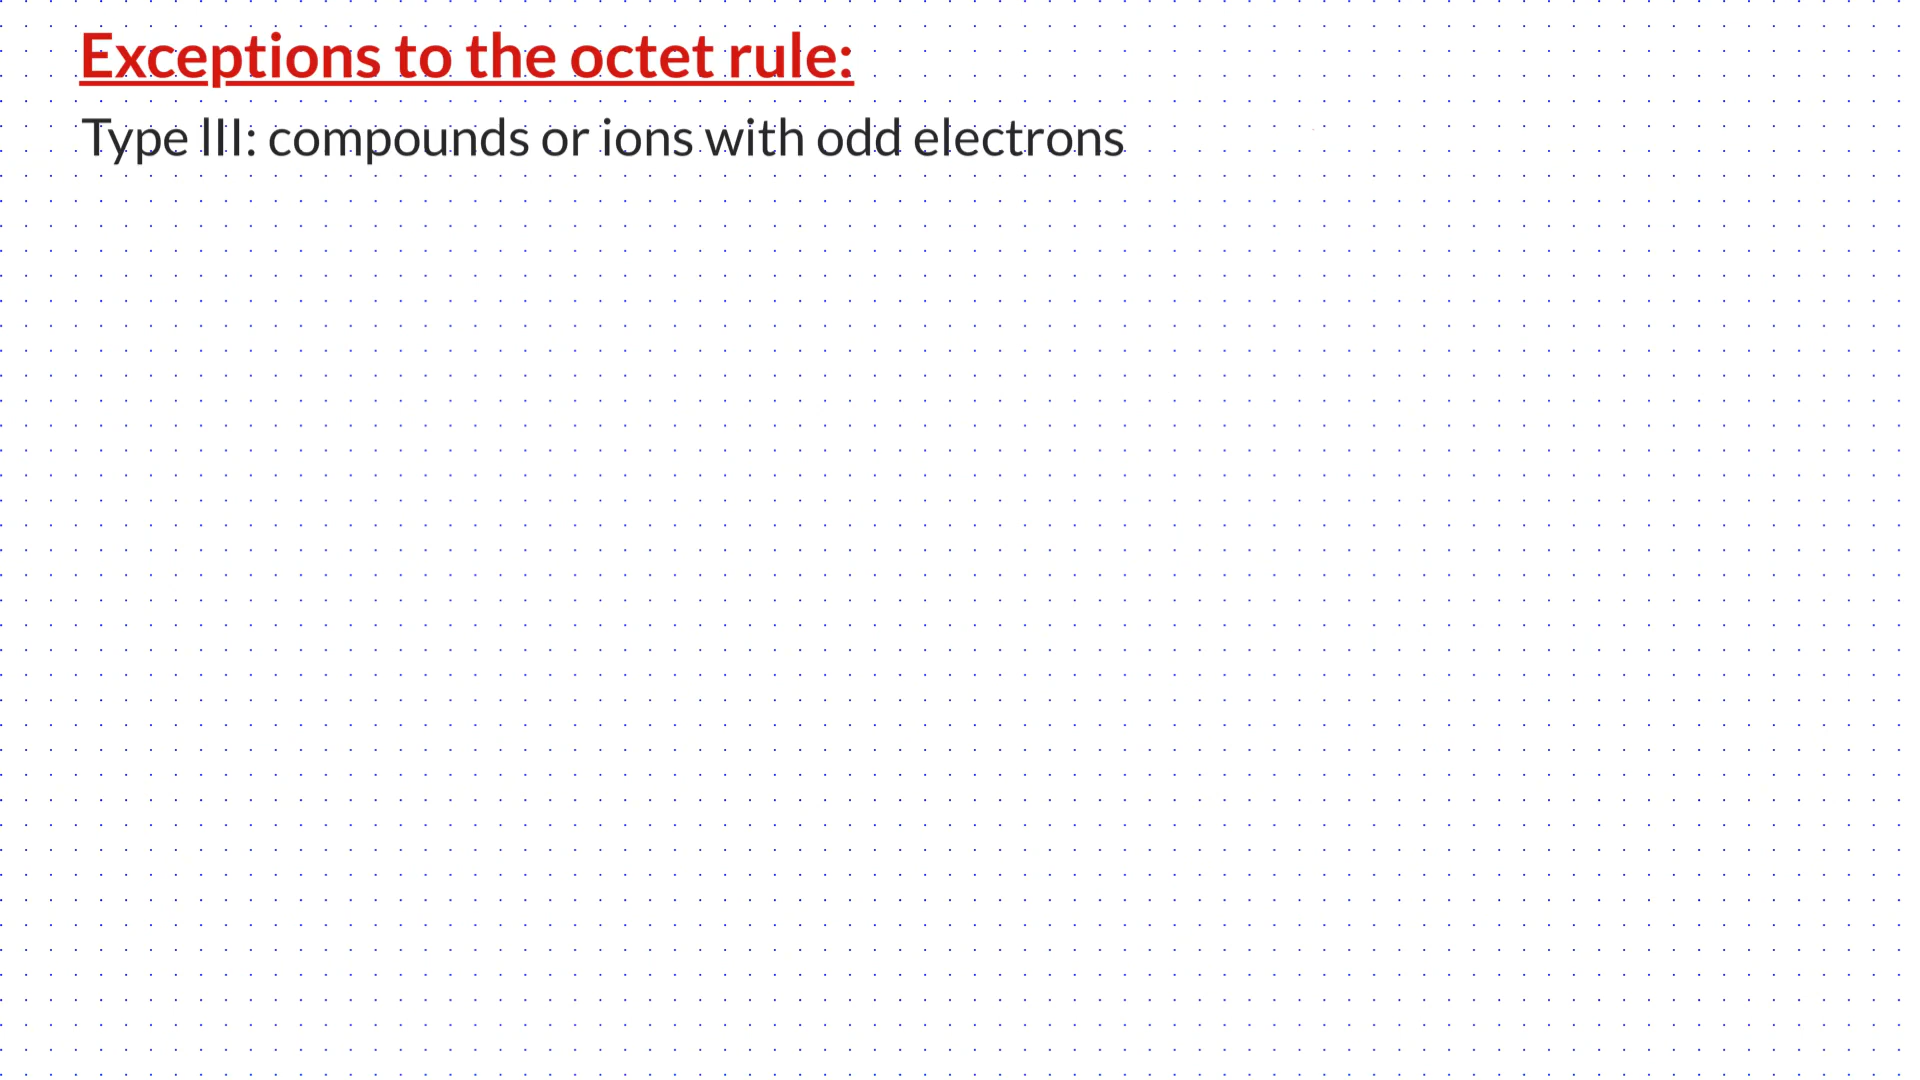 Exceptions to the octet rule:
Type III: compounds or ions with odd electrons